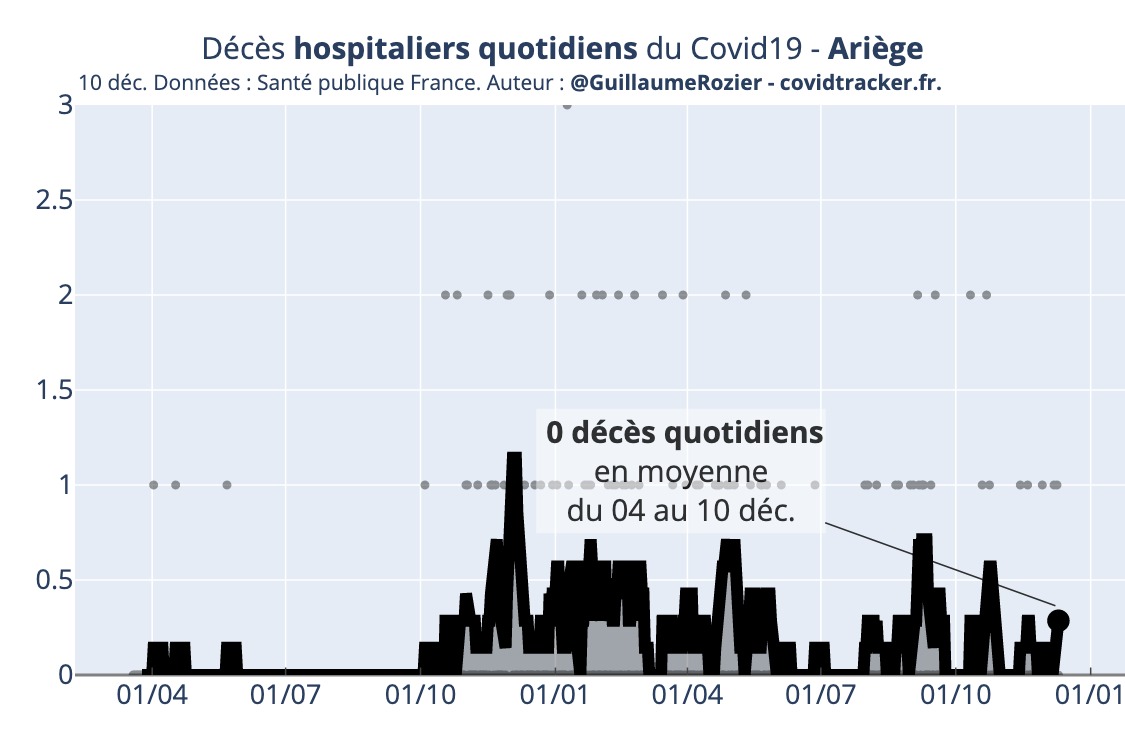 Décès hospitaliers quotidiens du Covid19 - Ariège
10 déc. Données : Santé publique France. Auteur : @GuillaumeRozier - covidtracker.fr.
3
2.5
2
1.5
1
0.5
0
0 décès quotidiens
en moyenne
du 04 au 10 déc.
01/04 01/07 01/10 01/01 01/04 01/07 01/10 01/01